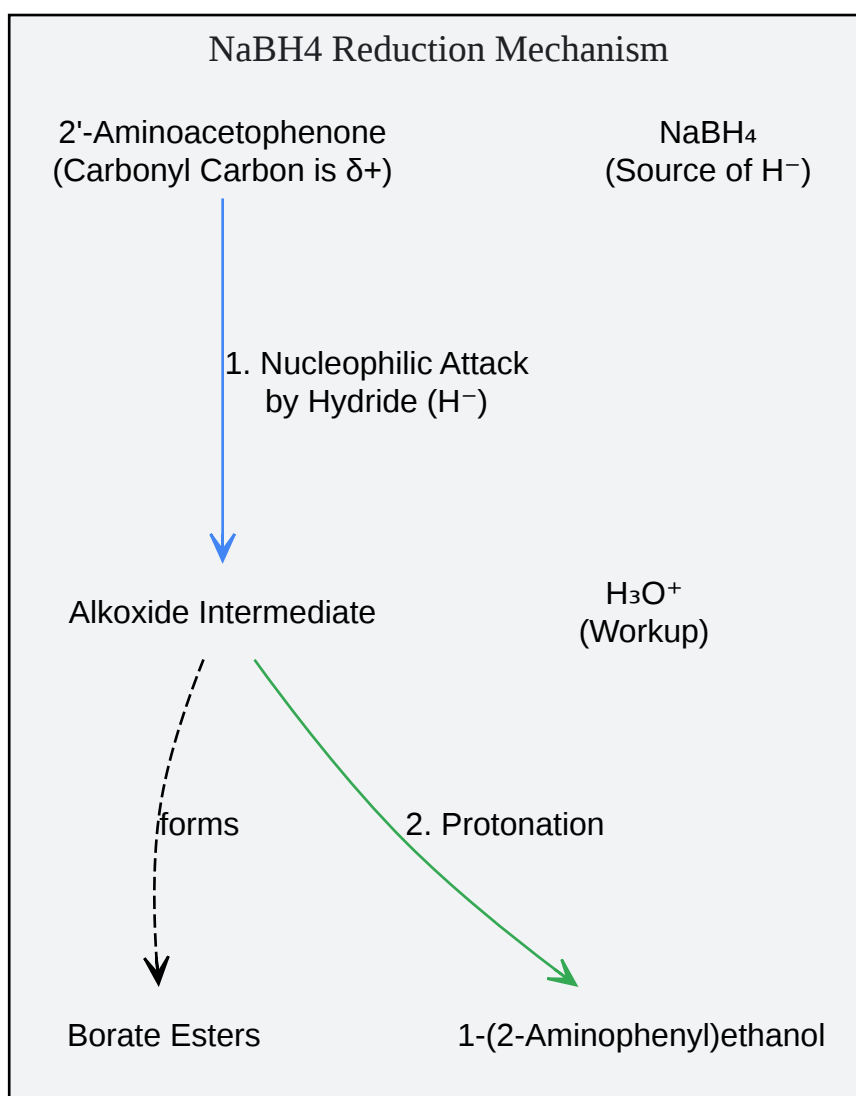 NaBH4 Reduction Mechanism
2'-Aminoacetophenone
(Carbonyl Carbon is δ+)
NaBH₄
(Source of H⁻)
1. Nucleophilic Attack
by Hydride (H⁻)
Alkoxide Intermediate
H₃O⁺
(Workup)
forms
2. Protonation
Borate Esters
1-(2-Aminophenyl)ethanol